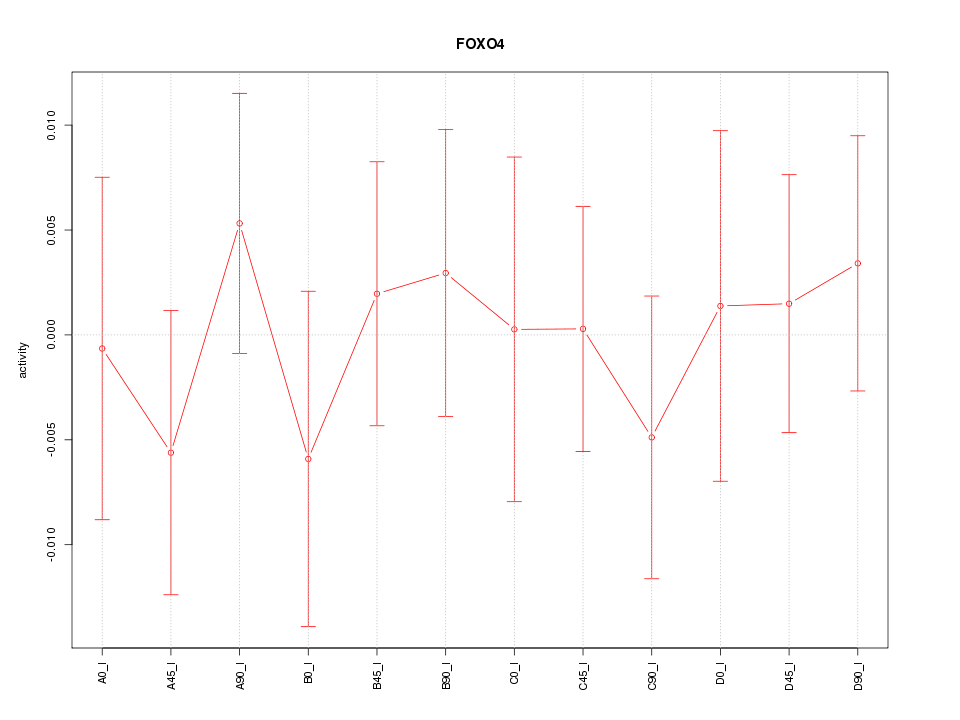 FOXO4
activity
0.010
0.005
0.000
-0.005
-0.010
A0_I
A45_I
A90_I
B0_I
B45_I
B90_I
C0_I
C45_I
C90_I
D0_I
D45_I
D90_I